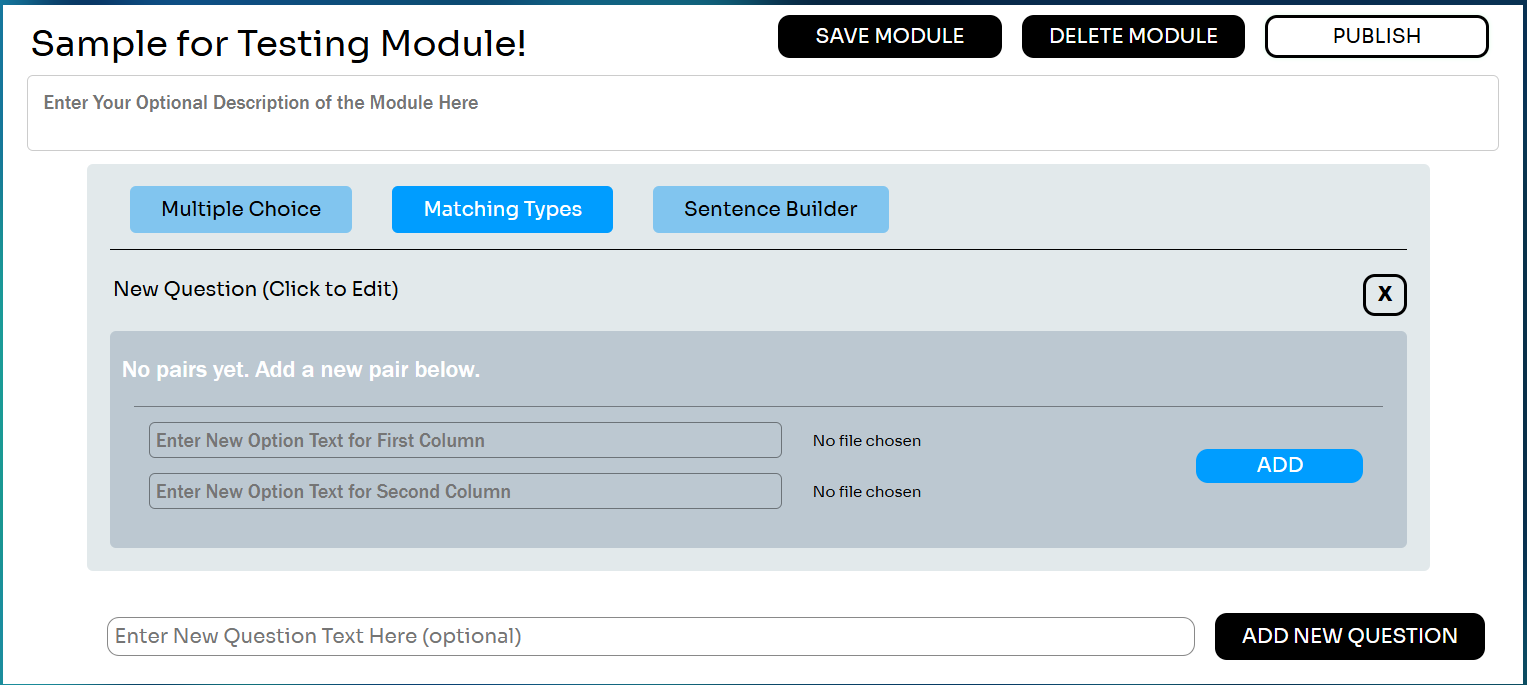 Sample for Testing Module!
SAVE MODULE
DELETE MODULE
PUBLISH
Enter Your Optional Description of the Module Here
Multiple Choice
Matching Types
Sentence Builder
New Question (Click to Edit)
X
No pairs yet. Add a new pair below.
Enter New Option Text for First Column
No file chosen
Enter New Option Text for Second Column
No file chosen
ADD
Enter New Question Text Here (optional)
ADD NEW QUESTION